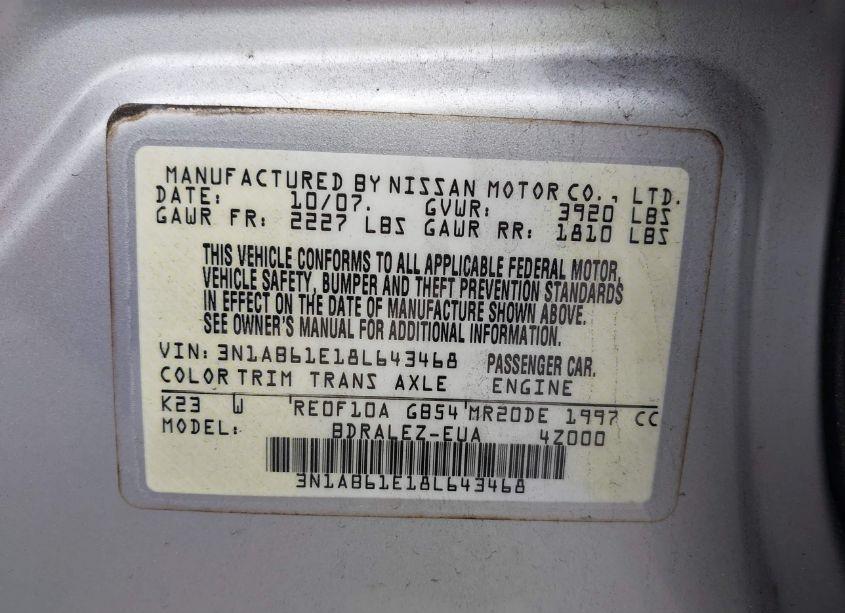 MANUFACTURED BY NISSAN MOTOR CO., LTD.
DATE: 10/07. GVWR: 3920 LBS
GAWR FR: 2227 LBS GAWR RR: 1810 LBS
THIS VEHICLE CONFORMS TO ALL APPLICABLE FEDERAL MOTOR,
VEHICLE SAFETY, BUMPER AND THEFT PREVENTION STANDARDS
IN EFFECT ON THE DATE OF MANUFACTURE SHOWN ABOVE.
SEE OWNER'S MANUAL FOR ADDITIONAL INFORMATION.
VIN: 3N1AB61E18L643468 PASSENGER CAR.
COLOR TRIM TRANS AXLE ENGINE
K23 W RE0F10A GB54 MR20DE 1997 CC
MODEL: BDRALEZ-EUA 4Z000
3N1AB61E18L643468